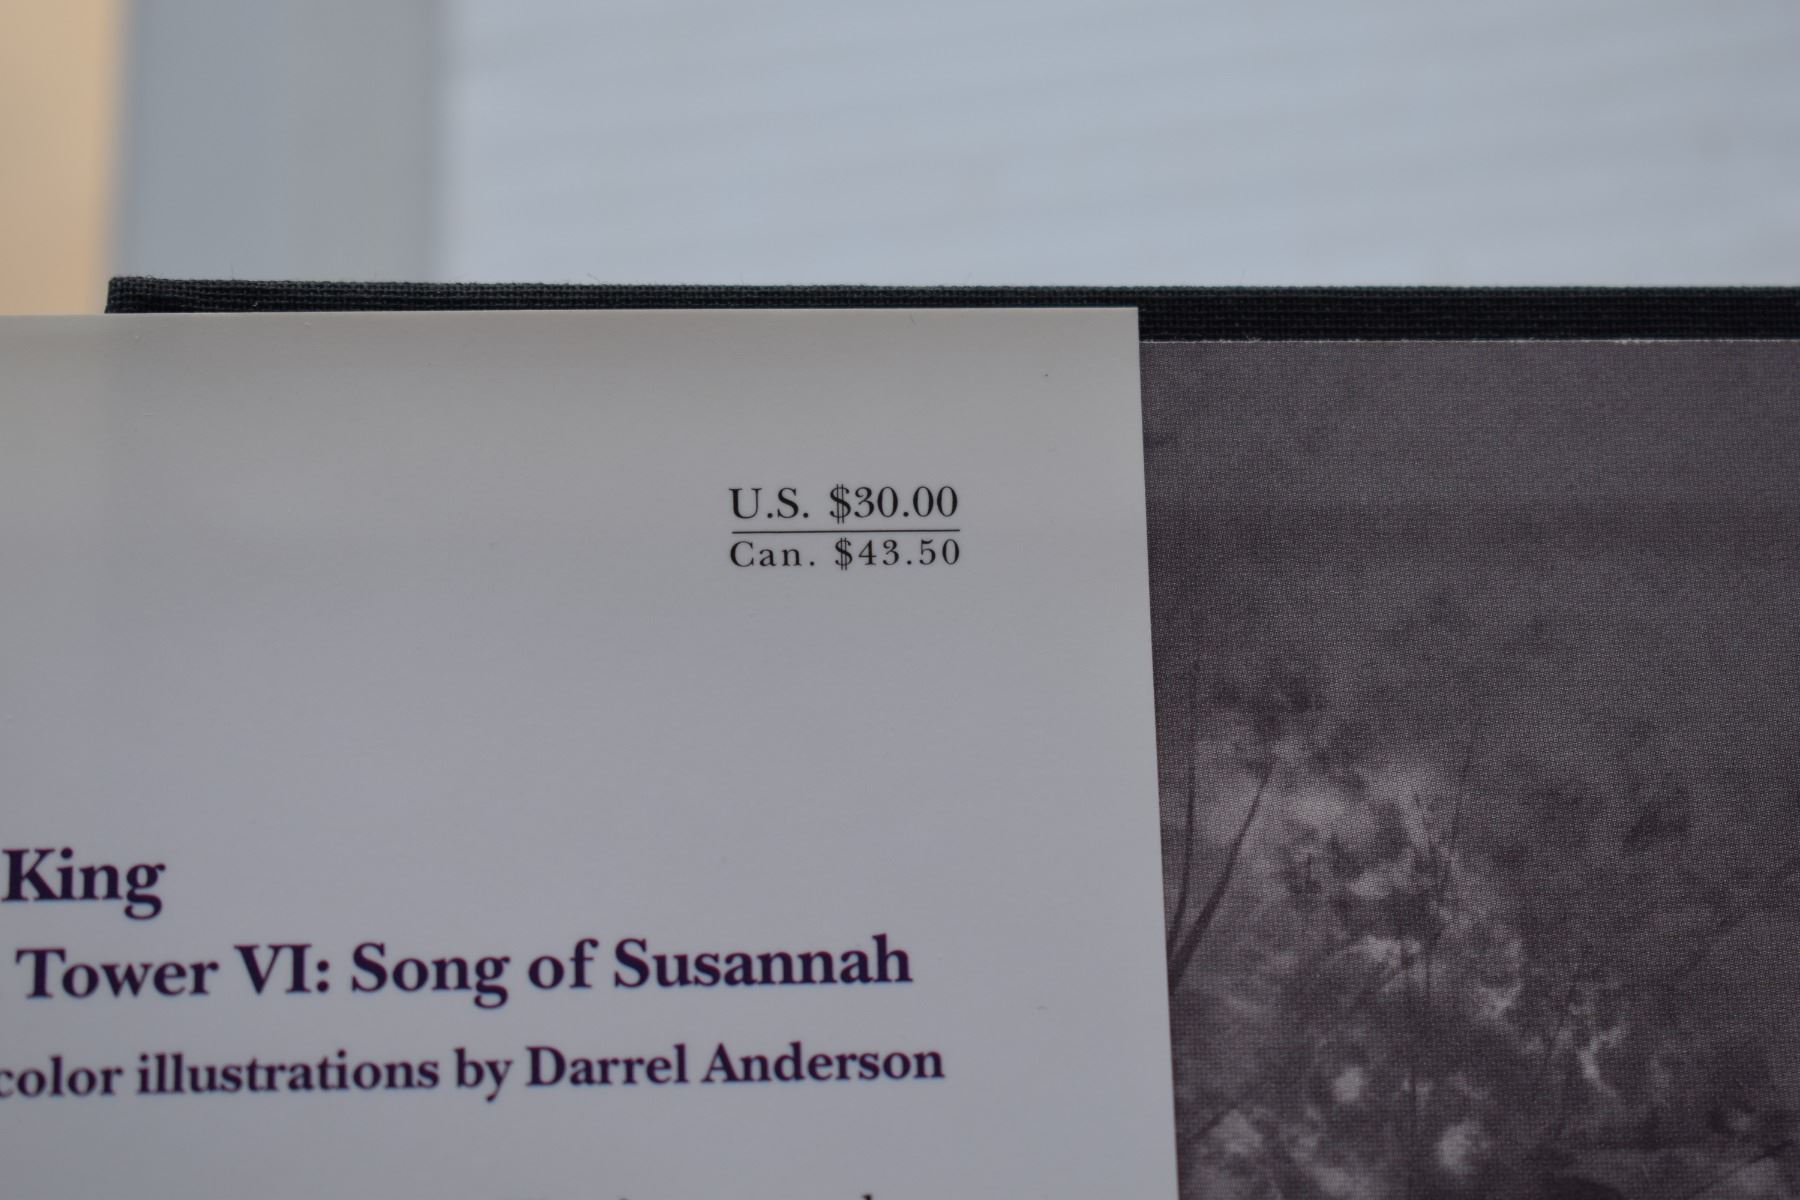 U.S. $30.00
Can. $43.50
King
Tower VI: Song of Susannah
color illustrations by Darrel Anderson